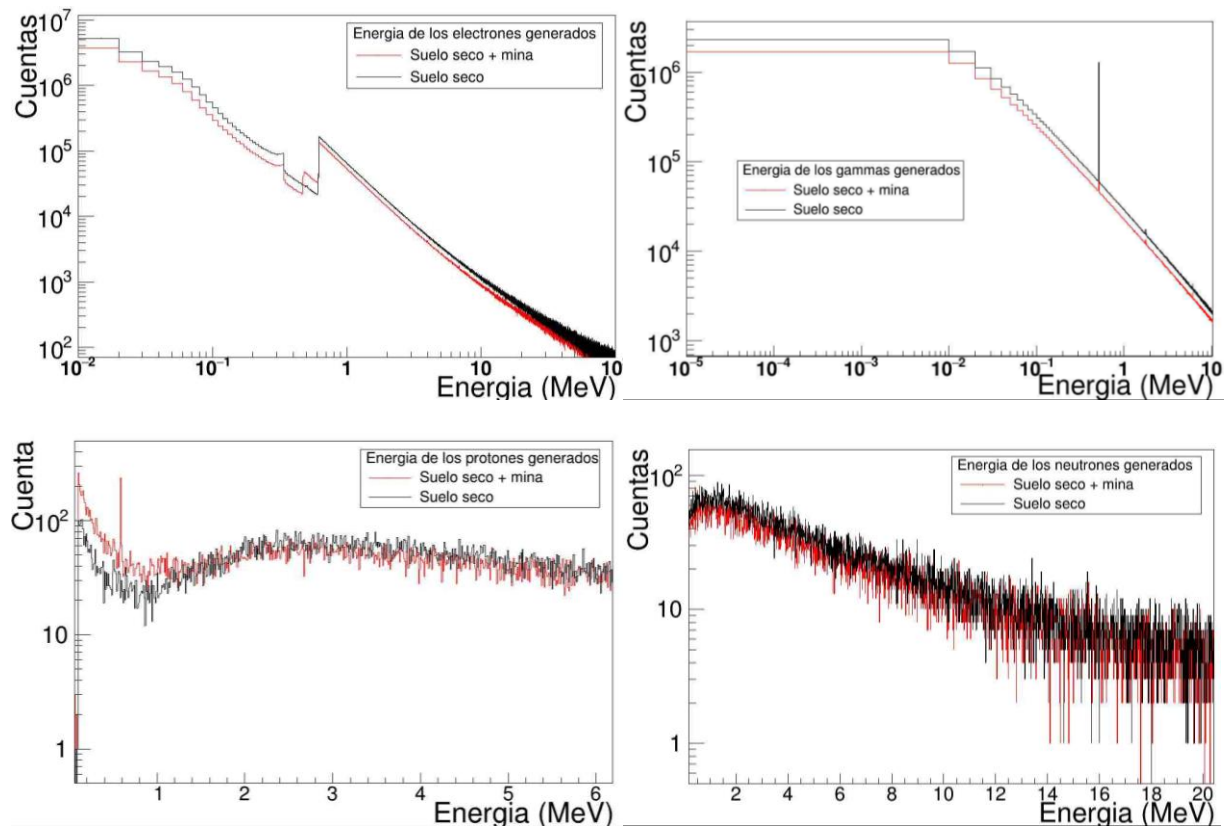 Cuentas
10^7
10^6
10^5
10^4
10^3
10^2
Energia de los electrones generados
Suelo seco + mina
Suelo seco
10^-2
10^-1
1
10
10
Energia (MeV)
Cuentas
10^6
10^5
10^4
10^3
Energia de los gammas generados
Suelo seco + mina
Suelo seco
10^-5
10^-4
10^-3
10^-2
10^-1
1
10
Energia (MeV)
Cuenta
10^2
10
1
Energia de los protones generados
Suelo seco + mina
Suelo seco
1 2 3 4 5 6
Energia (MeV)
Cuentas
10^2
10
1
Energia de los neutrones generados
Suelo seco + mina
Suelo seco
2 4 6 8 10 12 14 16 18 20
Energia (MeV)